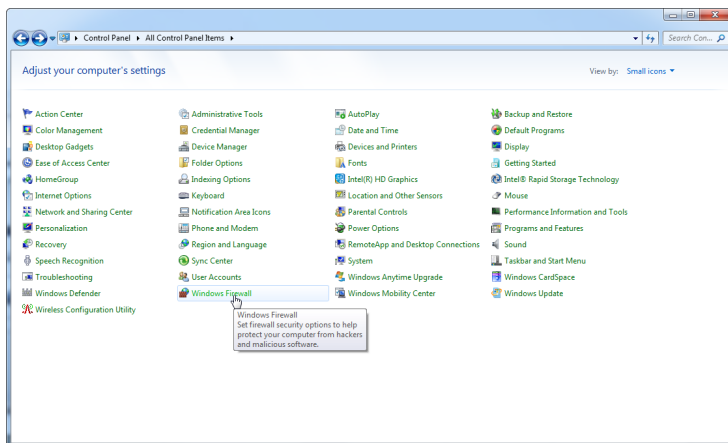 Control Panel All Control Panel Items Search Con...
Adjust your computer's settings View by: Small icons
Action Center Administrative Tools AutoPlay Backup and Restore
Color Management Credential Manager Date and Time Default Programs
Desktop Gadgets Device Manager Devices and Printers Display
Ease of Access Center Folder Options Fonts Getting Started
HomeGroup Indexing Options Intel(R) HD Graphics Intel® Rapid Storage Technology
Internet Options Keyboard Location and Other Sensors Mouse
Network and Sharing Center Notification Area Icons Parental Controls Performance Information and Tools
Personalization Phone and Modem Power Options Programs and Features
Recovery Region and Language RemoteApp and Desktop Connections Sound
Speech Recognition Sync Center System Taskbar and Start Menu
Troubleshooting User Accounts Windows Anytime Upgrade Windows CardSpace
Windows Defender Windows Firewall Windows Mobility Center Windows Update
Wireless Configuration Utility
Windows Firewall
Set firewall security options to help
protect your computer from hackers
and malicious software.